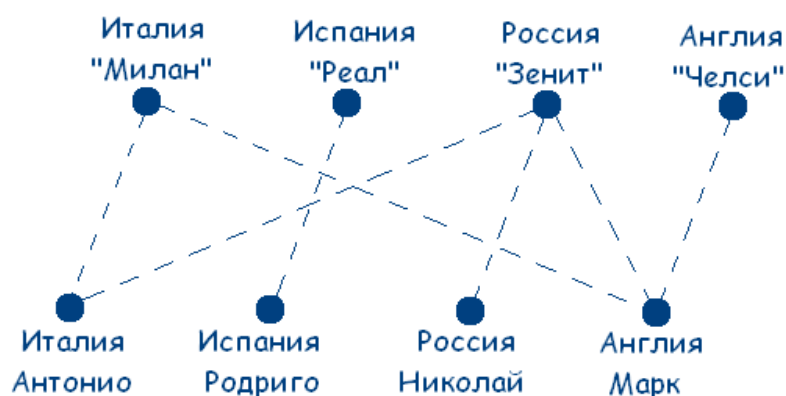 Италия
"Милан"
Испания
"Реал"
Россия
"Зенит"
Англия
"Челси"
Италия
Антонио
Испания
Родриго
Россия
Николай
Англия
Марк